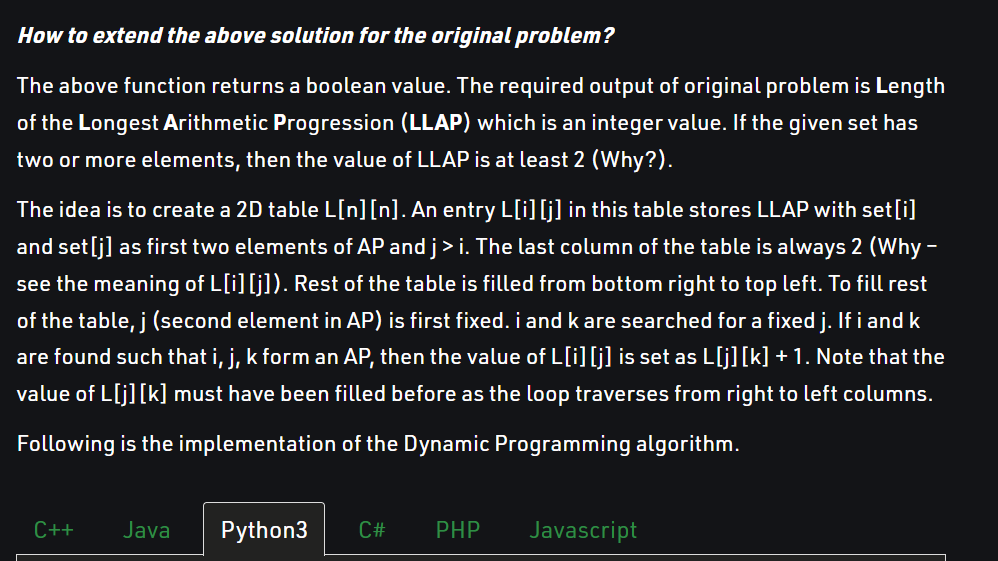 How to extend the above solution for the original problem?
The above function returns a boolean value. The required output of original problem is Length
of the Longest Arithmetic Progression (LLAP) which is an integer value. If the given set has
two or more elements, then the value of LLAP is at least 2 (Why?).
The idea is to create a 2D table L[n][n]. An entry L[i][j] in this table stores LLAP with set[i]
and set[j] as first two elements of AP and j > i. The last column of the table is always 2 (Why –
see the meaning of L[i][j]). Rest of the table is filled from bottom right to top left. To fill rest
of the table, j (second element in AP) is first fixed. i and k are searched for a fixed j. If i and k
are found such that i, j, k form an AP, then the value of L[i][j] is set as L[j][k] + 1. Note that the
value of L[j][k] must have been filled before as the loop traverses from right to left columns.
Following is the implementation of the Dynamic Programming algorithm.
C++ Java Python3 C# PHP Javascript